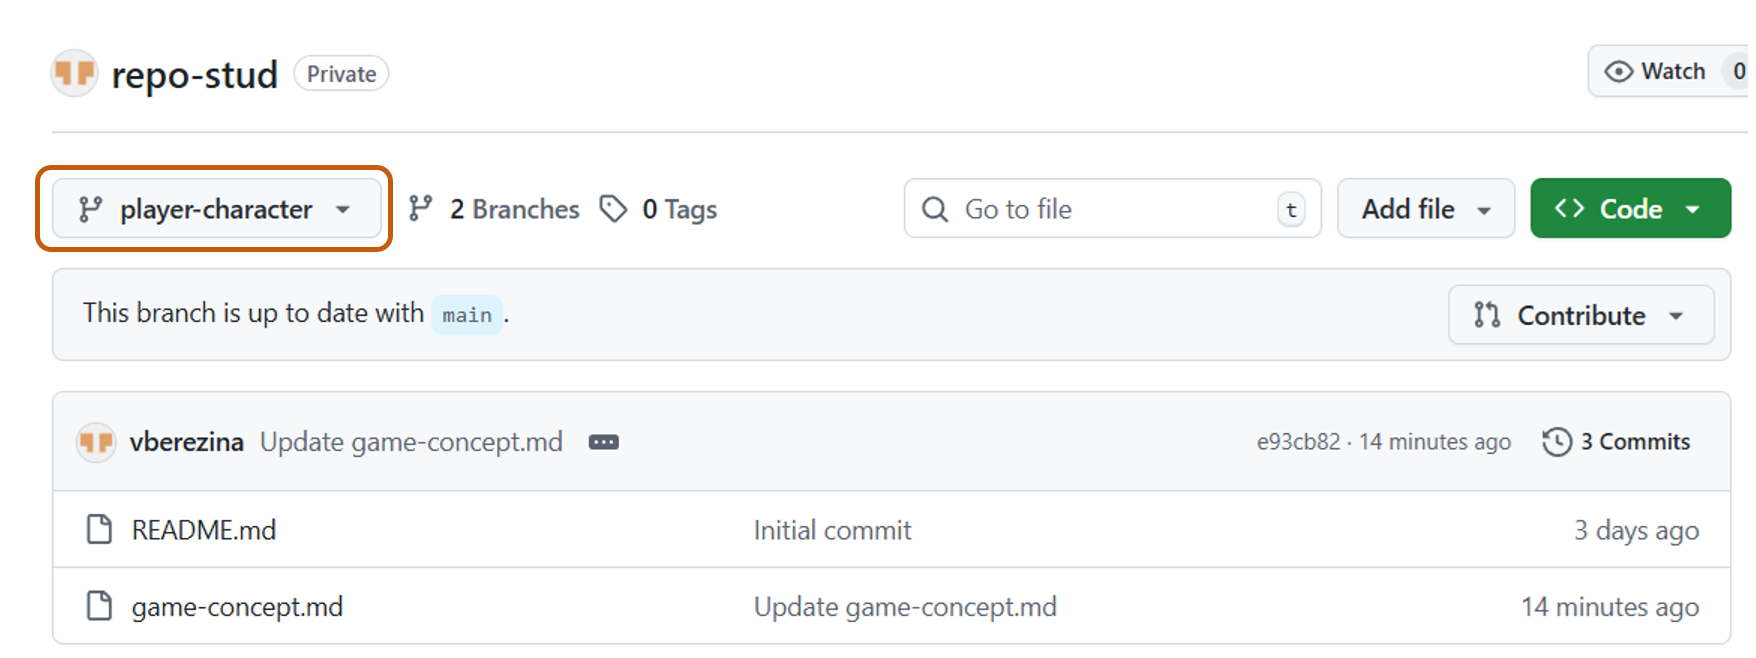 repo-stud Private
Watch 0
player-character 2 Branches 0 Tags Go to file t Add file Code
This branch is up to date with main .
Contribute
vberezina Update game-concept.md e93cb82 · 14 minutes ago 3 Commits
README.md Initial commit 3 days ago
game-concept.md Update game-concept.md 14 minutes ago